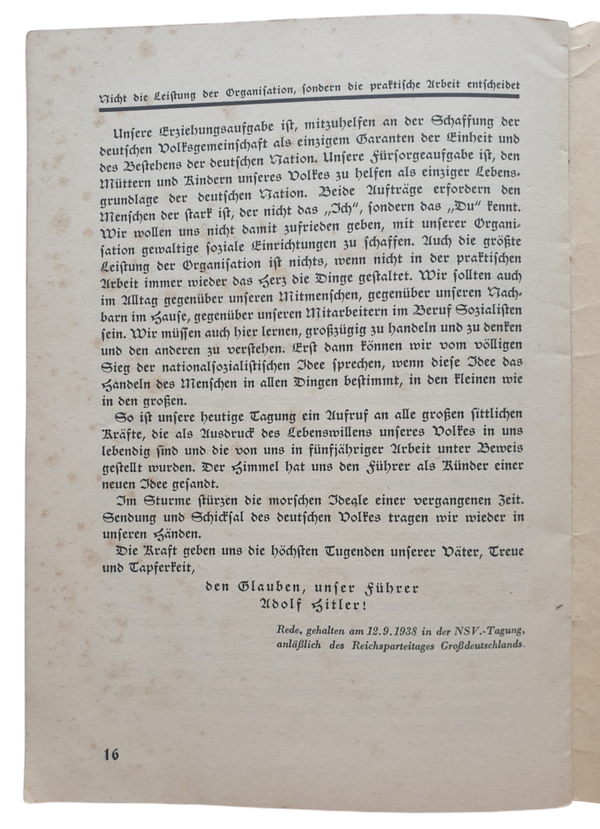 Nicht die Leistung der Organisation, sondern die praktische Arbeit entscheidet
Unsere Erziehungsaufgabe ist, mitzuhelfen an der Schaffung der
deutschen Volksgemeinschaft als einzigem Garanten der Einheit und
des Bestehens der deutschen Nation. Unsere Fürsorgeaufgabe ist, den
Müttern und Kindern unseres Volkes zu helfen als einziger Lebens-
grundlage der deutschen Nation. Beide Aufträge erfordern den
Menschen der stark ist, der nicht das „Ich“, sondern das „Du“ kennt.
Wir wollen uns nicht damit zufrieden geben, mit unserer Organi-
sation gewaltige soziale Einrichtungen zu schaffen. Auch die größte
Leistung der Organisation ist nichts, wenn nicht in der praktischen
Arbeit immer wieder das Herz die Dinge gestaltet. Wir sollten auch
im Alltag gegenüber unseren Mitmenschen, gegenüber unseren Nach-
barn im Hause, gegenüber unseren Mitarbeitern im Beruf Sozialisten
sein. Wir müssen auch hier lernen, großzügig zu handeln und zu denken
und den anderen zu verstehen. Erst dann können wir vom völligen
Sieg der nationalsozialistischen Idee sprechen, wenn diese Idee das
Handeln des Menschen in allen Dingen bestimmt, in den kleinen wie
in den großen.
So ist unsere heutige Tagung ein Aufruf an alle großen sittlichen
Kräfte, die als Ausdruck des Lebenswillens unseres Volkes in uns
lebendig sind und die von uns in fünfjähriger Arbeit unter Beweis
gestellt wurden. Der Himmel hat uns den Führer als Künder einer
neuen Idee gesandt.
Im Sturme stürzen die morschen Ideale einer vergangenen Zeit.
Sendung und Schicksal des deutschen Volkes tragen wir wieder in
unseren Händen.
Die Kraft geben uns die höchsten Tugenden unserer Väter, Treue
und Tapferkeit,
den Glauben, unser Führer
Adolf Hitler!
Rede, gehalten am 12. 9. 1938 in der NSV.-Tagung,
anläßlich des Reichsparteitages Großdeutschlands.
16